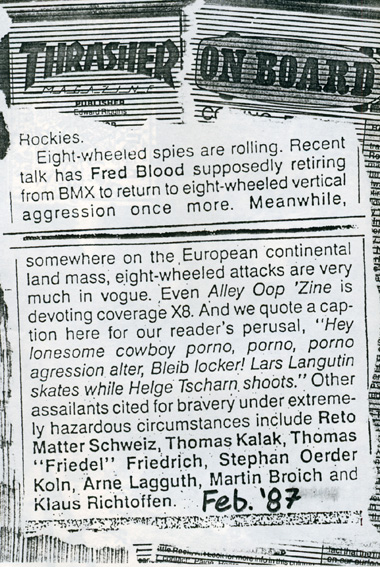 THRASHER
MAGAZINE
ON BOARD
PUBLISHER
Edward Riggins
Rockies.
Eight-wheeled spies are rolling. Recent
talk has Fred Blood supposedly retiring
from BMX to return to eight-wheeled vertical
aggression once more. Meanwhile,
somewhere on the European continental
land mass, eight-wheeled attacks are very
much in vogue. Even Alley Oop 'Zine is
devoting coverage X8. And we quote a cap-
tion here for our reader's perusal, "Hey
lonesome cowboy porno, porno, porno
agression alter, Bleib locker! Lars Langutin
skates while Helge Tscharn shoots." Other
assailants cited for bravery under extreme-
ly hazardous circumstances include Reto
Matter Schweiz, Thomas Kalak, Thomas
"Friedel" Friedrich, Stephan Oerder
Koln, Arne Lagguth, Martin Broich and
Klaus Richtoffen.
Feb. '87